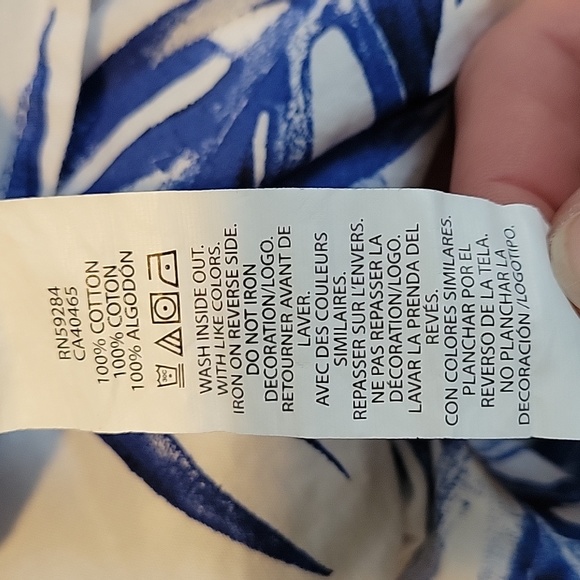 RN59284
CA40465
100% COTTON
100% COTON
100% ALGODÓN
WASH INSIDE OUT.
WITH LIKE COLORS.
IRON ON REVERSE SIDE.
DO NOT IRON
DECORATION/LOGO.
RETOURNER AVANT DE
LAVER.
AVEC DES COULEURS
SIMILAIRES.
REPASSER SUR L'ENVERS.
NE PAS REPASSER LA
DÉCORATION/LOGO.
LAVAR LA PRENDA DEL
REVÉS.
CON COLORES SIMILARES.
PLANCHAR POR EL
REVERSO DE LA TELA.
NO PLANCHAR LA
DECORACIÓN/LOGOTIPO.